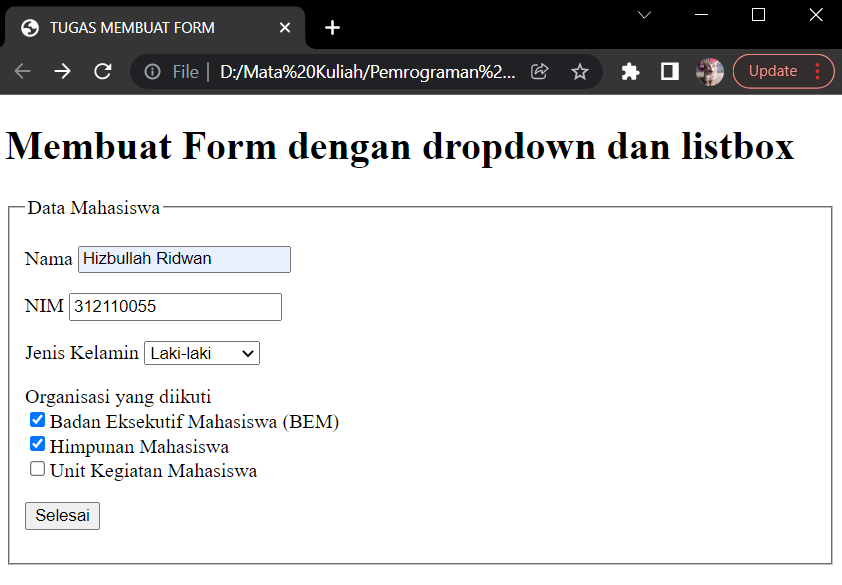 TUGAS MEMBUAT FORM
File
D:/Mata%20Kuliah/Pemrograman%2...
Update
Membuat Form dengan dropdown dan listbox
Data Mahasiswa
Nama Hizbullah Ridwan
NIM 312110055
Jenis Kelamin Laki-laki
Organisasi yang diikuti
Badan Eksekutif Mahasiswa (BEM)
Himpunan Mahasiswa
Unit Kegiatan Mahasiswa
Selesai